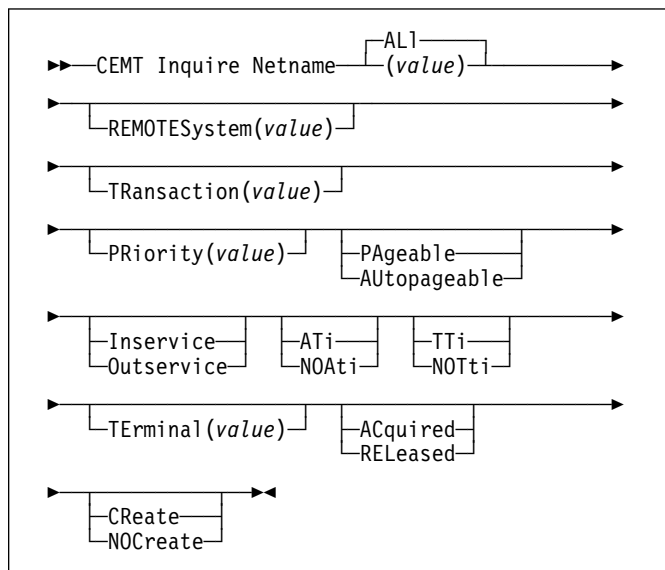 ALl
CEMT Inquire Netname (value)
REMOTESystem(value)
TRansaction(value)
PRiority(value) PAgeable
AUtopageable
Inservice ATi TTi
Outservice NOAti NOTti
TErminal(value) ACquired
RELeased
CReate
NOCreate